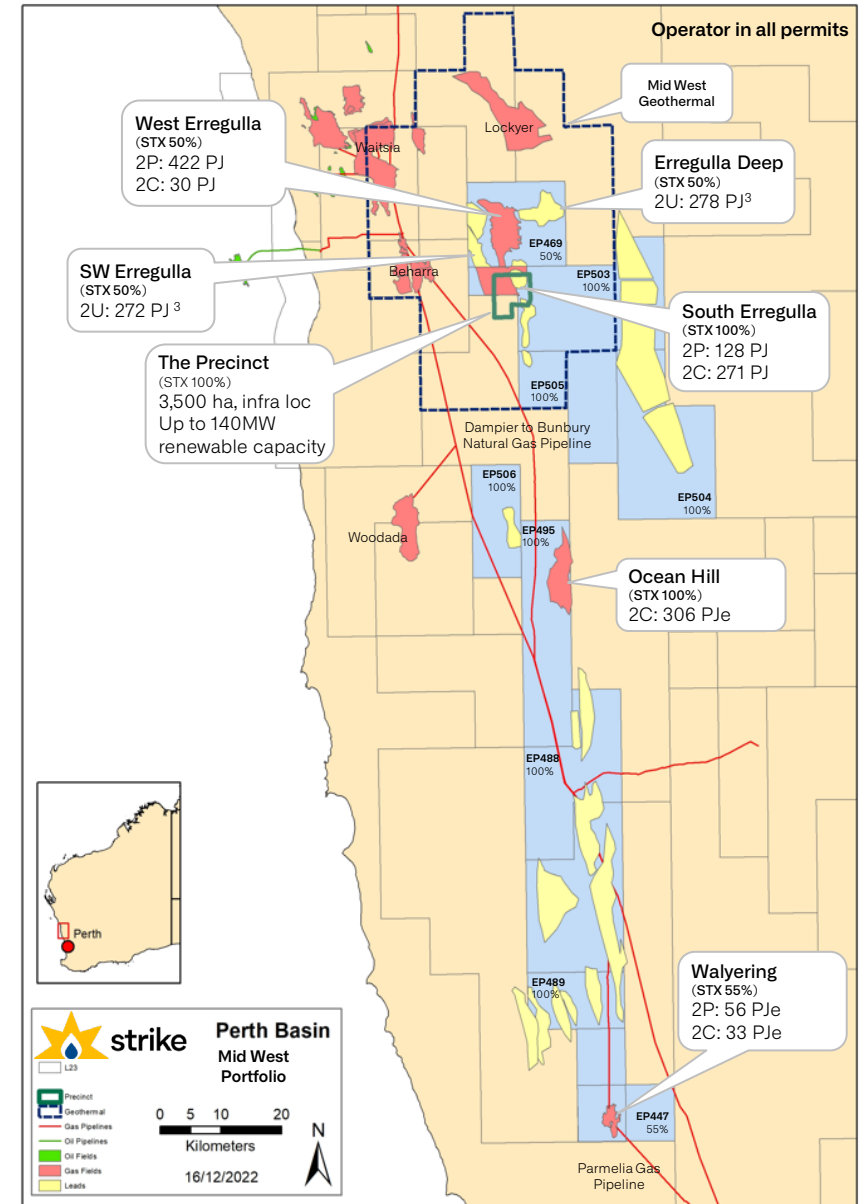 Operator in all permits
Mid West
Geothermal
West Erregulla
(STX 50%)
2P: 422 PJ
2C: 30 PJ
Lockyer
Waitsia
Erregulla Deep
(STX 50%)
2U: 278 PJ³
EP469
50%
SW Erregulla
(STX 50%)
2U: 272 PJ ³
Beharra
EP503
100%
South Erregulla
(STX 100%)
2P: 128 PJ
2C: 271 PJ
The Precinct
(STX 100%)
3,500 ha, infra loc
Up to 140MW
renewable capacity
EP505
100%
Dampier to Bunbury
Natural Gas Pipeline
EP506
100%
EP504
100%
Woodada
EP495
100%
Ocean Hill
(STX 100%)
2C: 306 PJe
EP488
100%
Perth
EP489
100%
Walyering
(STX 55%)
2P: 56 PJe
2C: 33 PJe
EP447
55%
Parmelia Gas
Pipeline
strike
Perth Basin
Mid West
Portfolio
L23
Precinct
Geothermal
Gas Pipelines
Oil Pipelines
Oil Fields
Gas Fields
Leads
0 5 10 20
Kilometers
N
16/12/2022